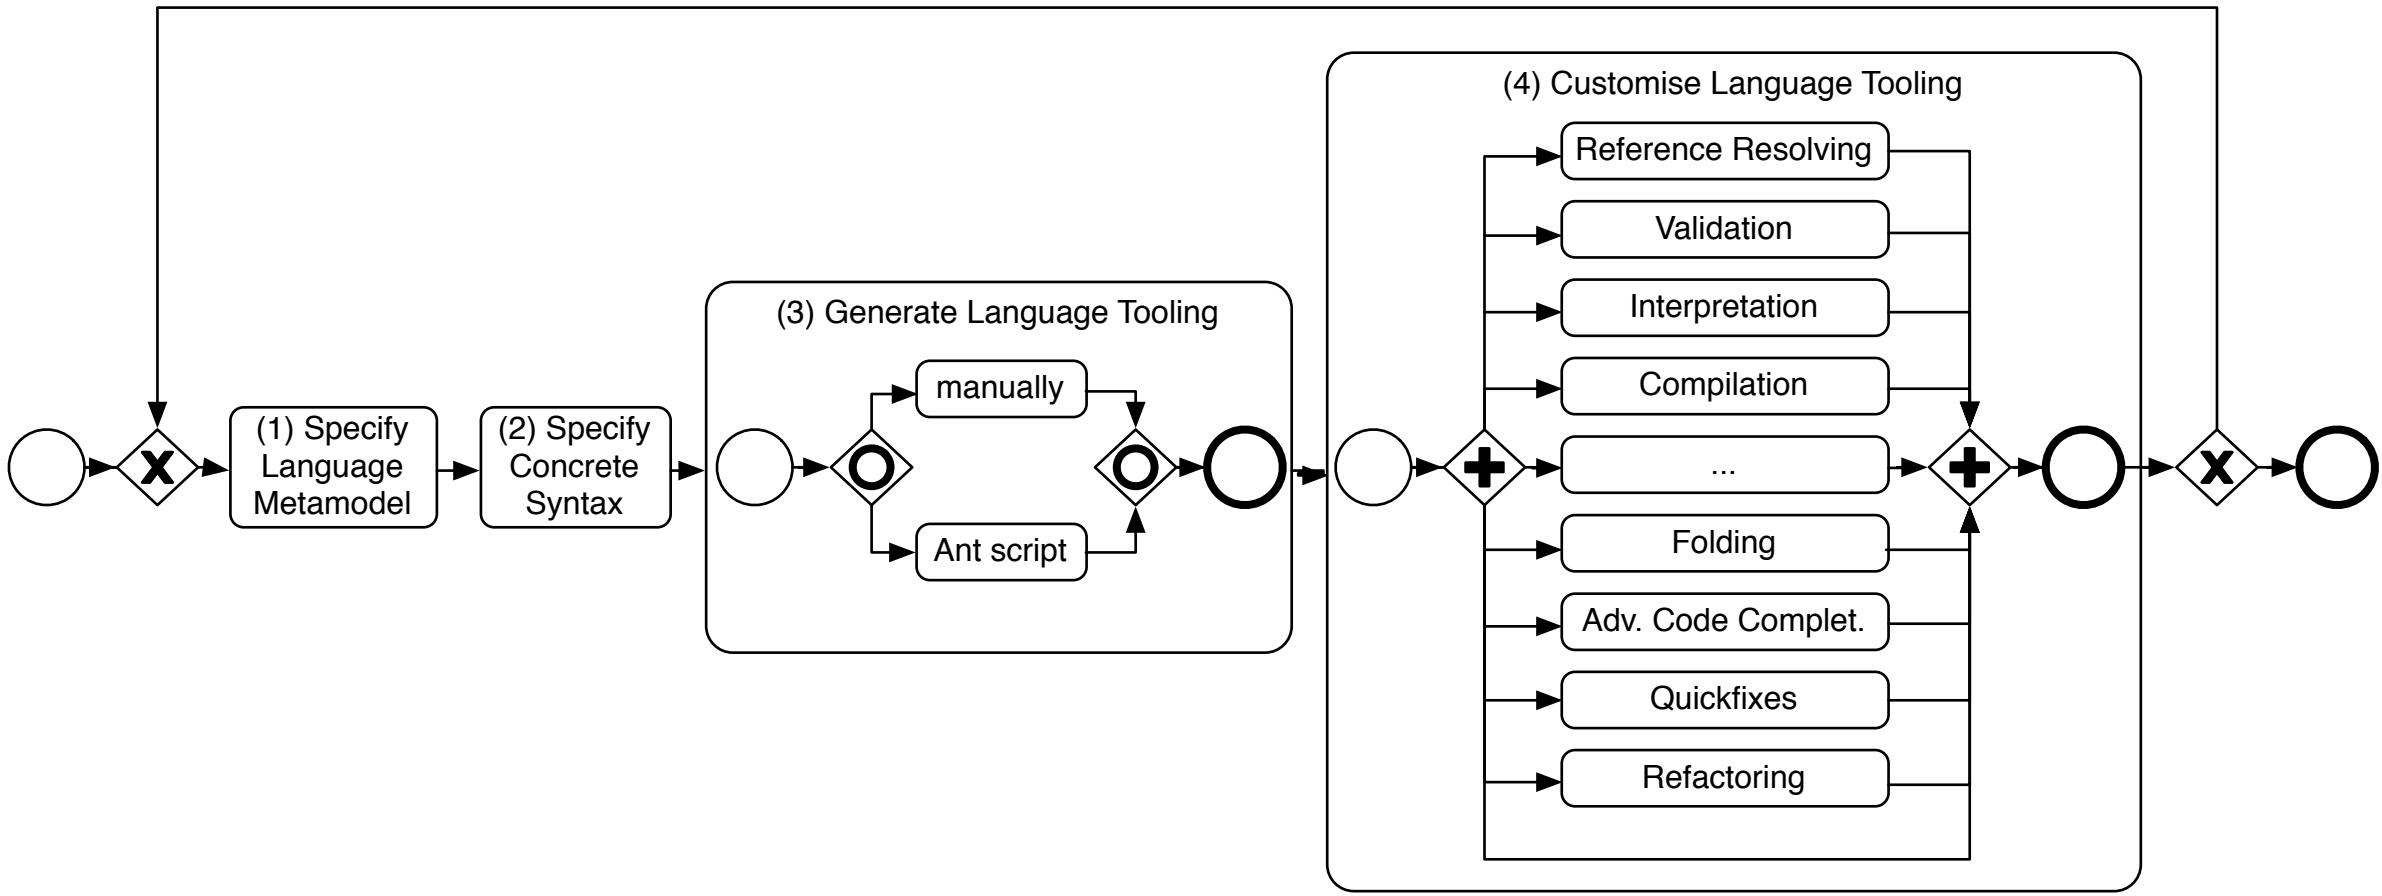 (1) Specify
Language
Metamodel
(2) Specify
Concrete
Syntax
(3) Generate Language Tooling
manually
Ant script
(4) Customise Language Tooling
Reference Resolving
Validation
Interpretation
Compilation
...
Folding
Adv. Code Complet.
Quickfixes
Refactoring